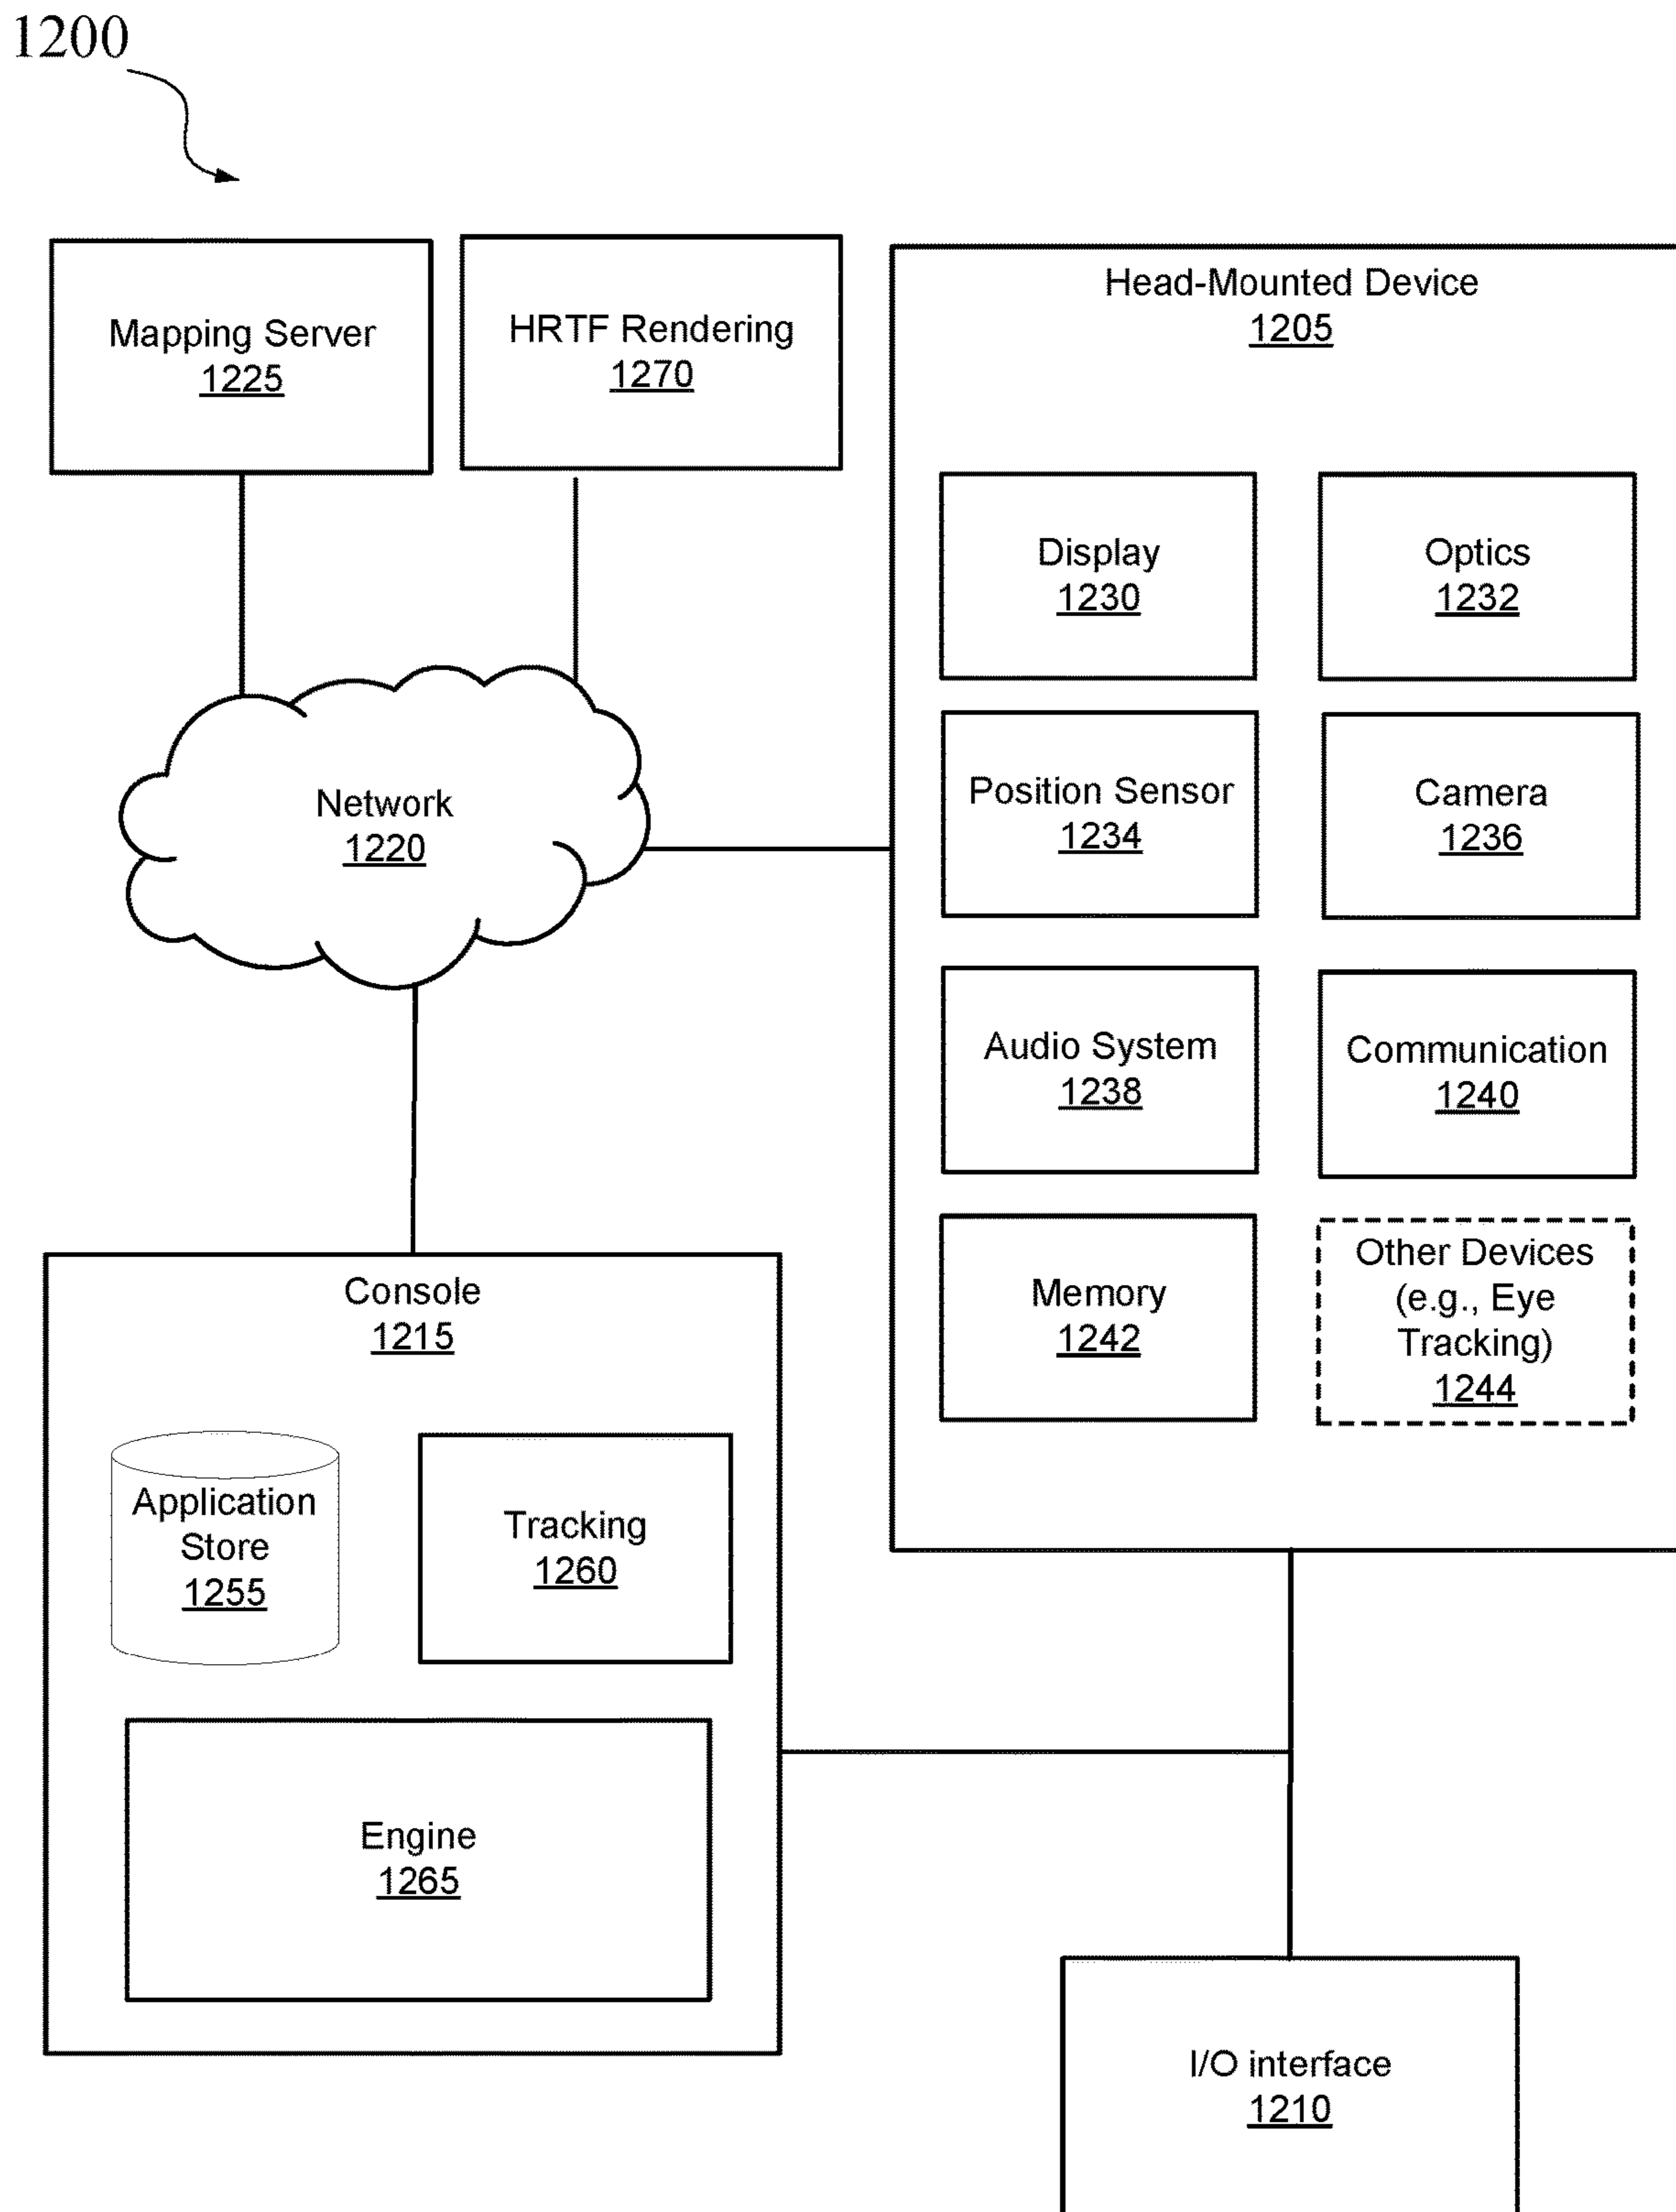 1200
Mapping Server
1225
HRTF Rendering
1270
Head-Mounted Device
1205
Display
1230
Optics
1232
Position Sensor
1234
Camera
1236
Network
1220
Audio System
1238
Communication
1240
Memory
1242
Other Devices
(e.g., Eye
Tracking)
1244
Console
1215
Application
Store
1255
Tracking
1260
Engine
1265
I/O interface
1210